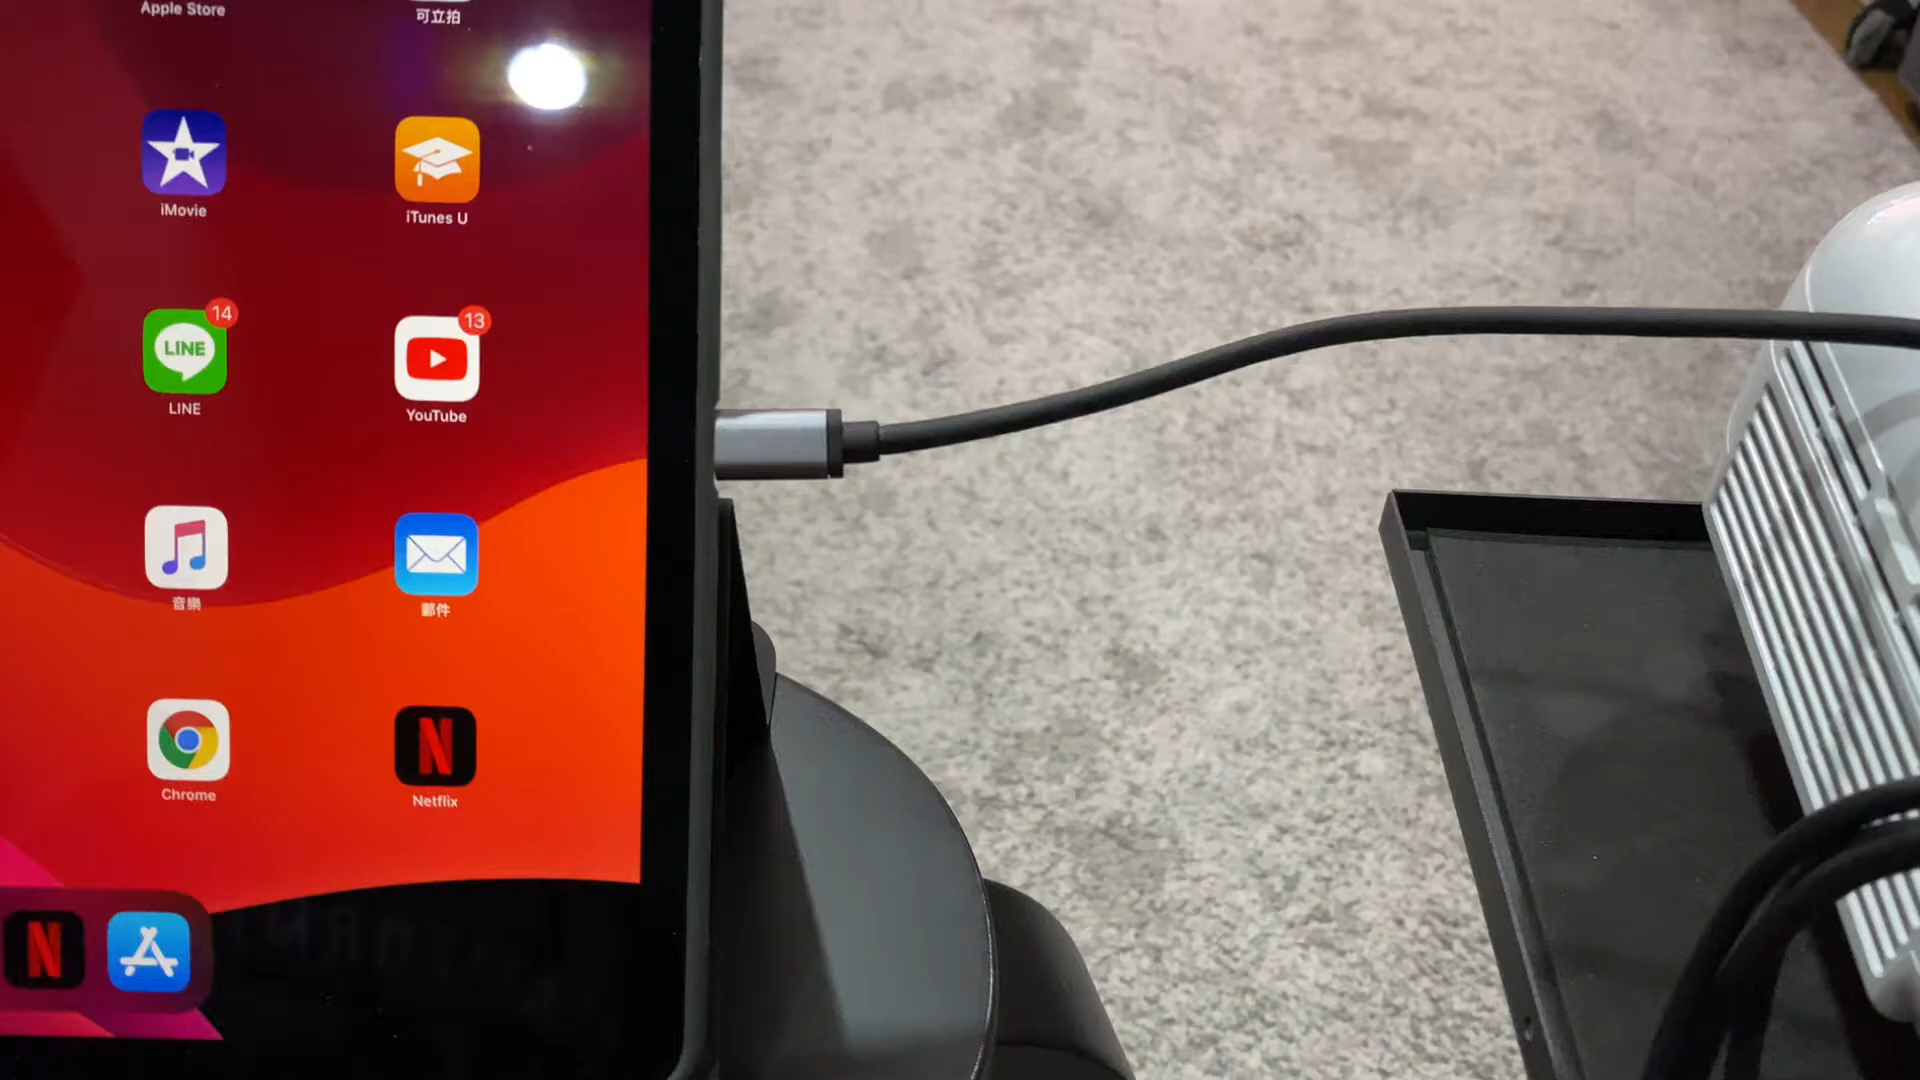 Apple Store
可立拍
iMovie
iTunes U
14
13
LINE
LINE
YouTube
音樂
郵件
Chrome
Netflix